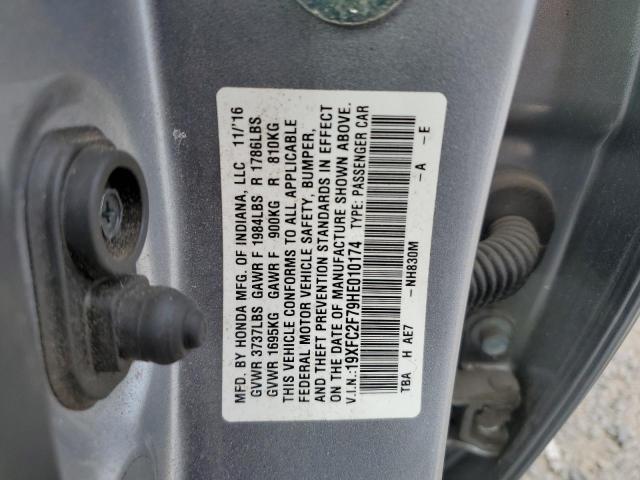 MFD. BY HONDA MFG. OF INDIANA, LLC 11/'16
GVWR 3737LBS GAWR F 1984LBS R 1786LBS
GVWR 1695KG GAWR F 900KG R 810KG
THIS VEHICLE CONFORMS TO ALL APPLICABLE
FEDERAL MOTOR VEHICLE SAFETY, BUMPER,
AND THEFT PREVENTION STANDARDS IN EFFECT
ON THE DATE OF MANUFACTURE SHOWN ABOVE.
V.I.N.:19XFC2F79HE010174 TYPE: PASSENGER CAR
TBA H AE7 -NH830M -A -E